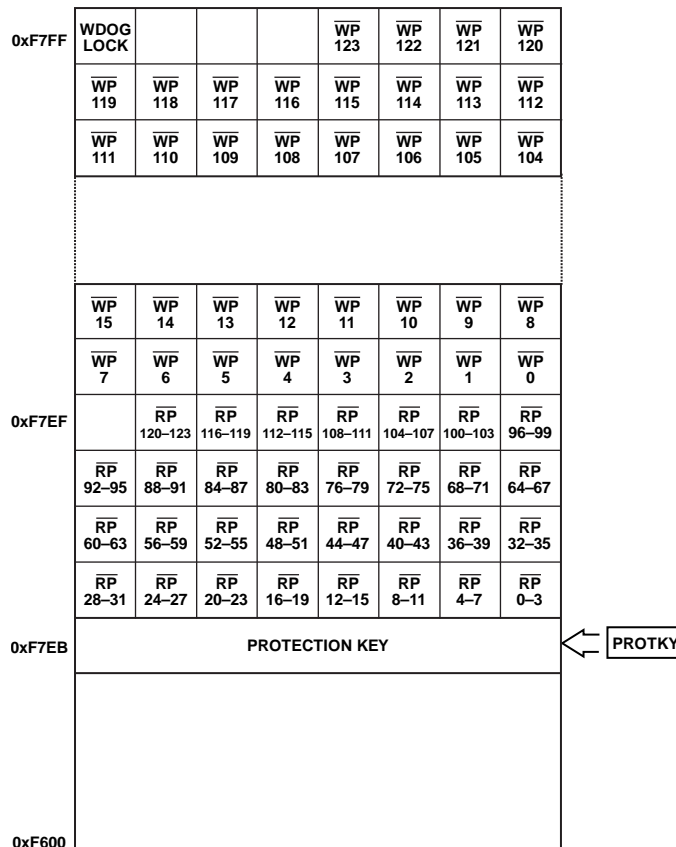 0xF7FF WDOG LOCK WP 123 WP 122 WP 121 WP 120
WP 119 WP 118 WP 117 WP 116 WP 115 WP 114 WP 113 WP 112
WP 111 WP 110 WP 109 WP 108 WP 107 WP 106 WP 105 WP 104
WP 15 WP 14 WP 13 WP 12 WP 11 WP 10 WP 9 WP 8
WP 7 WP 6 WP 5 WP 4 WP 3 WP 2 WP 1 WP 0
0xF7EF RP 120–123 RP 116–119 RP 112–115 RP 108–111 RP 104–107 RP 100–103 RP 96–99
RP 92–95 RP 88–91 RP 84–87 RP 80–83 RP 76–79 RP 72–75 RP 68–71 RP 64–67
RP 60–63 RP 56–59 RP 52–55 RP 48–51 RP 44–47 RP 40–43 RP 36–39 RP 32–35
RP 28–31 RP 24–27 RP 20–23 RP 16–19 RP 12–15 RP 8–11 RP 4–7 RP 0–3
0xF7EB PROTECTION KEY PROTKY
0xF600